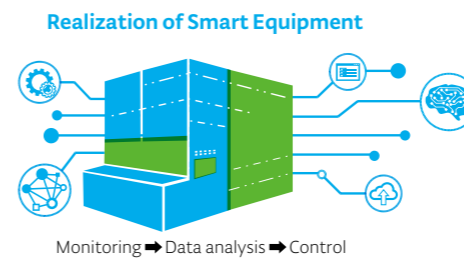 Realization of Smart Equipment
Monitoring ➡ Data analysis ➡ Control